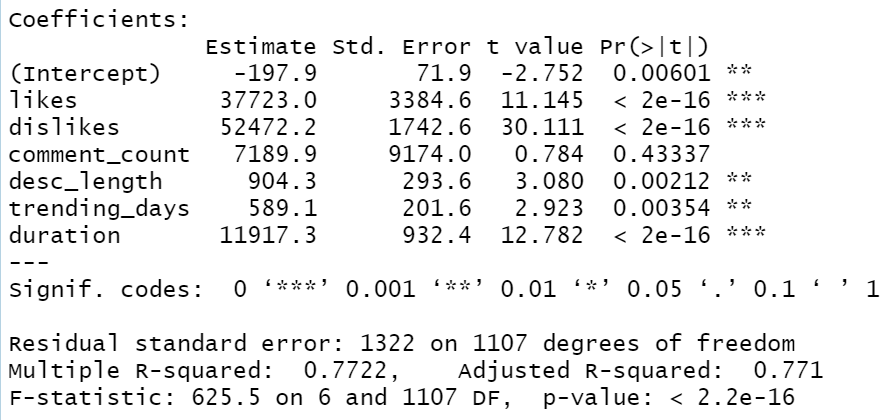 Coefficients:
Estimate Std. Error t value Pr(>|t|)
(Intercept) -197.9 71.9 -2.752 0.00601 **
likes 37723.0 3384.6 11.145 < 2e-16 ***
dislikes 52472.2 1742.6 30.111 < 2e-16 ***
comment_count 7189.9 9174.0 0.784 0.43337
desc_length 904.3 293.6 3.080 0.00212 **
trending_days 589.1 201.6 2.923 0.00354 **
duration 11917.3 932.4 12.782 < 2e-16 ***
---
Signif. codes: 0 ‘***’ 0.001 ‘**’ 0.01 ‘*’ 0.05 ‘.’ 0.1 ‘ ’ 1
Residual standard error: 1322 on 1107 degrees of freedom
Multiple R-squared: 0.7722, Adjusted R-squared: 0.771
F-statistic: 625.5 on 6 and 1107 DF, p-value: < 2.2e-16